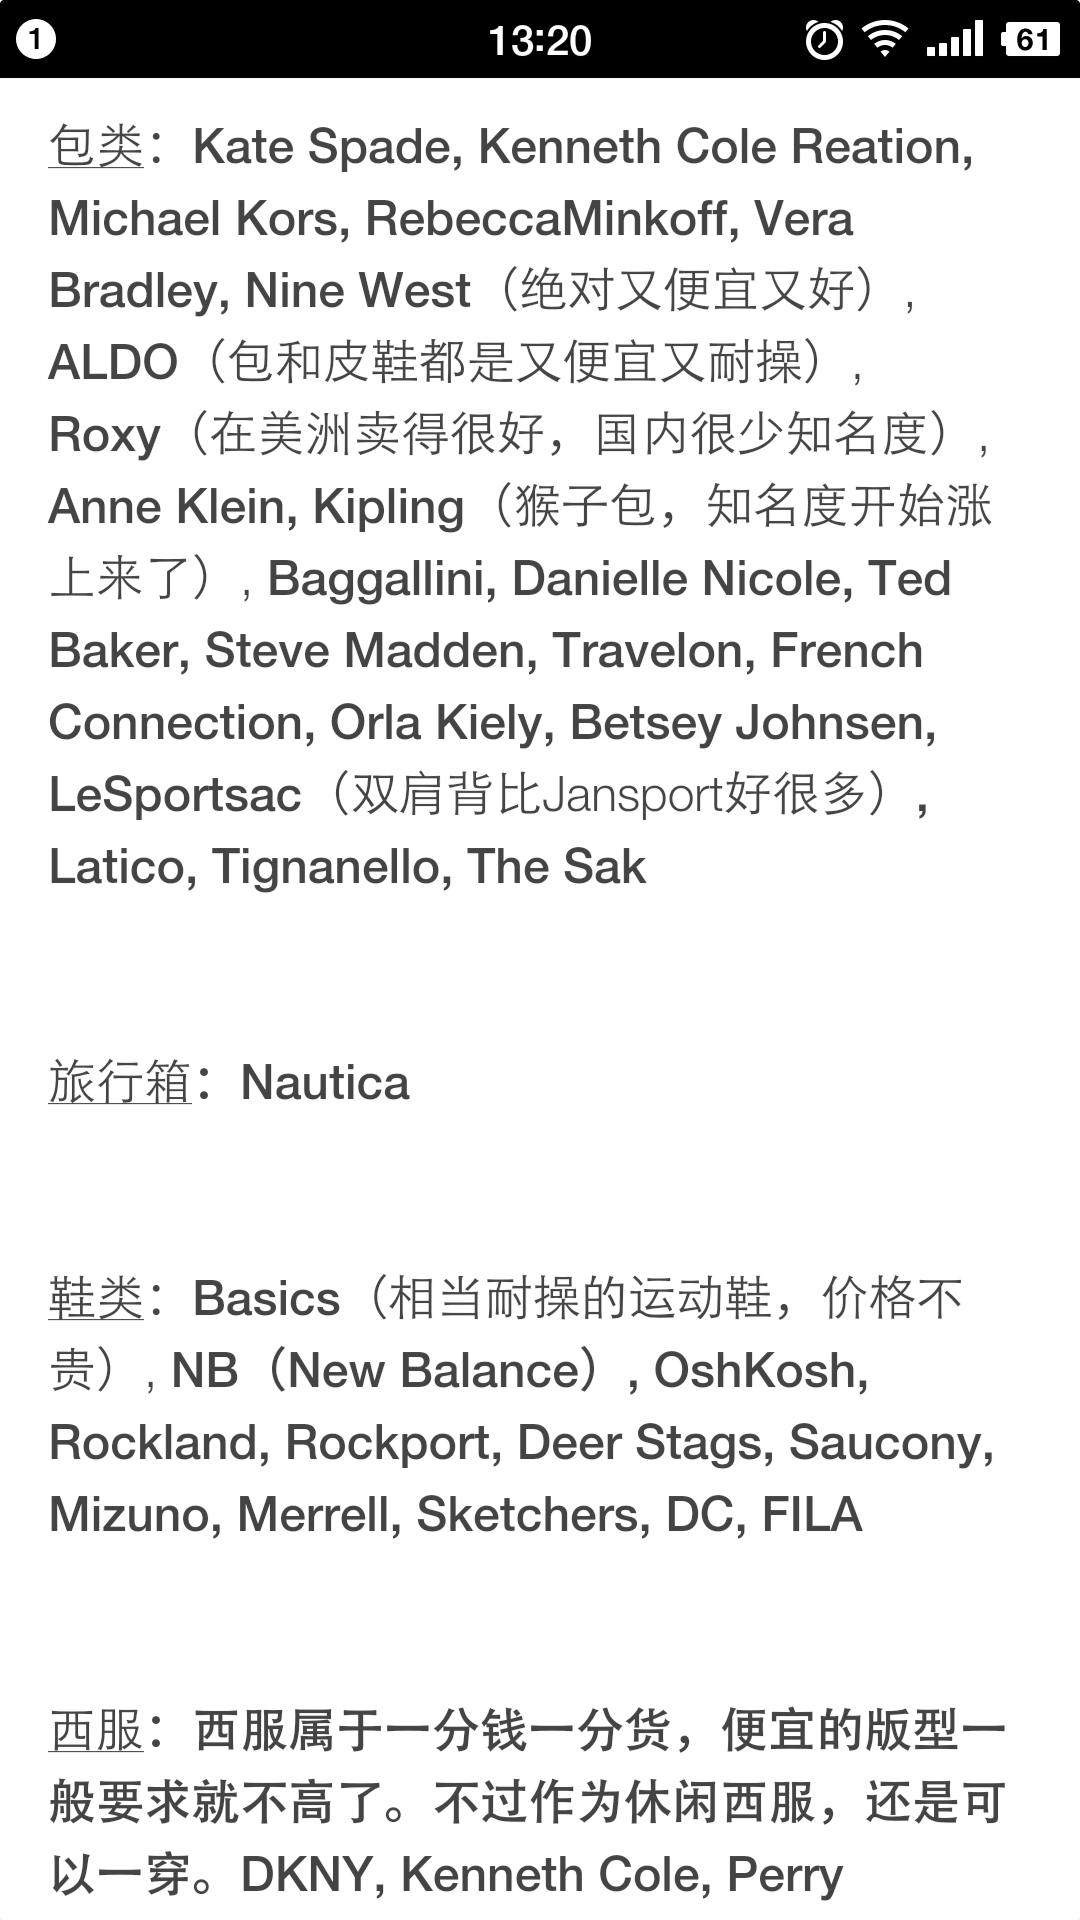 1 13:20 61
包类：Kate Spade, Kenneth Cole Reation,
Michael Kors, RebeccaMinkoff, Vera
Bradley, Nine West（绝对又便宜又好）,
ALDO（包和皮鞋都是又便宜又耐操）,
Roxy（在美洲卖得很好，国内很少知名度）,
Anne Klein, Kipling（猴子包，知名度开始涨
上来了）, Baggallini, Danielle Nicole, Ted
Baker, Steve Madden, Travelon, French
Connection, Orla Kiely, Betsey Johnsen,
LeSportsac（双肩背比Jansport好很多）,
Latico, Tignanello, The Sak
旅行箱：Nautica
鞋类：Basics（相当耐操的运动鞋，价格不
贵）, NB（New Balance）, OshKosh,
Rockland, Rockport, Deer Stags, Saucony,
Mizuno, Merrell, Sketchers, DC, FILA
西服：西服属于一分钱一分货，便宜的版型一
般要求就不高了。不过作为休闲西服，还是可
以一穿。DKNY, Kenneth Cole, Perry